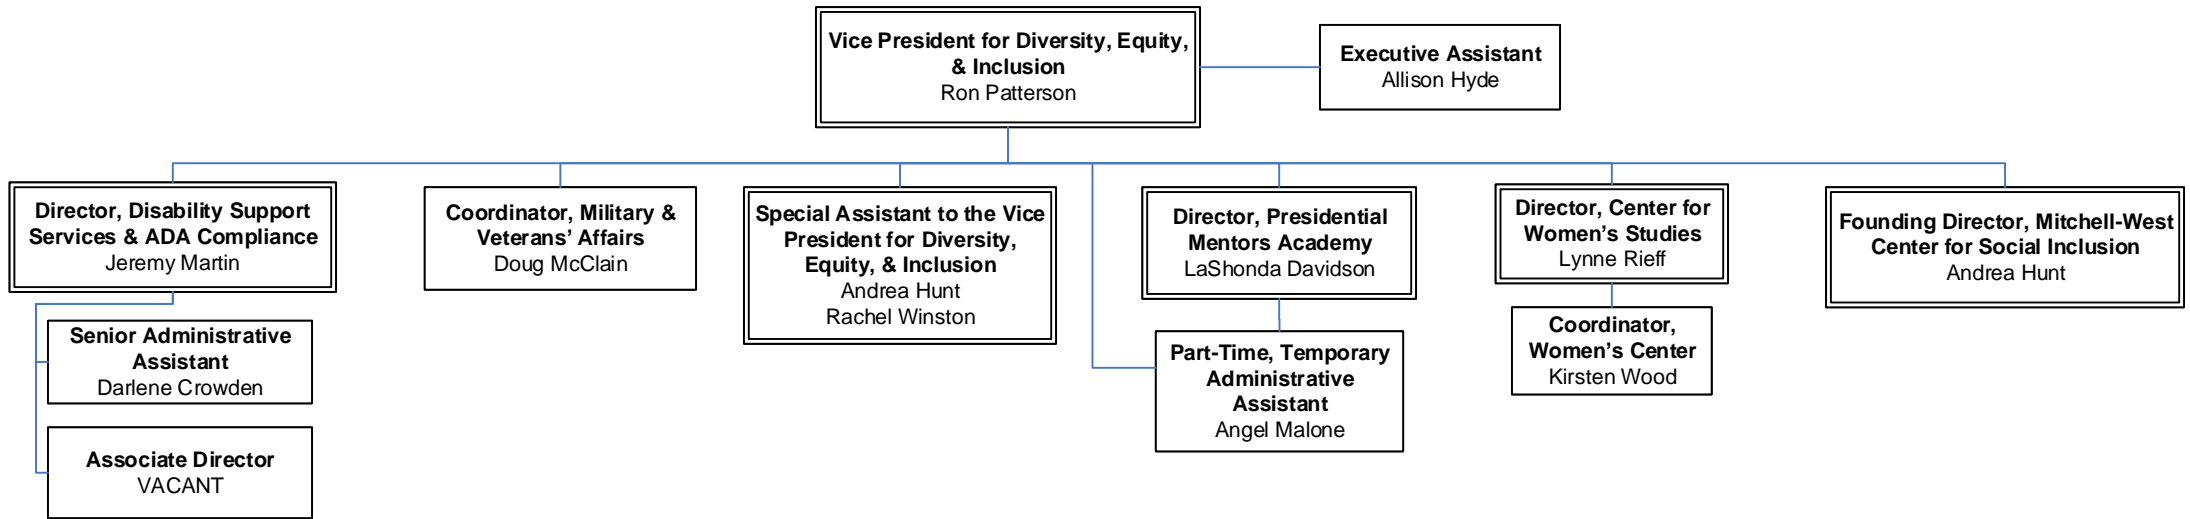 Vice President for Diversity, Equity,
& Inclusion
Ron Patterson
Executive Assistant
Allison Hyde
Director, Disability Support
Services & ADA Compliance
Jeremy Martin
Coordinator, Military &
Veterans’ Affairs
Doug McClain
Special Assistant to the Vice
President for Diversity,
Equity, & Inclusion
Andrea Hunt
Rachel Winston
Director, Presidential
Mentors Academy
LaShonda Davidson
Director, Center for
Women’s Studies
Lynne Rieff
Founding Director, Mitchell-West
Center for Social Inclusion
Andrea Hunt
Senior Administrative
Assistant
Darlene Crowden
Part-Time, Temporary
Administrative
Assistant
Angel Malone
Coordinator,
Women’s Center
Kirsten Wood
Associate Director
VACANT